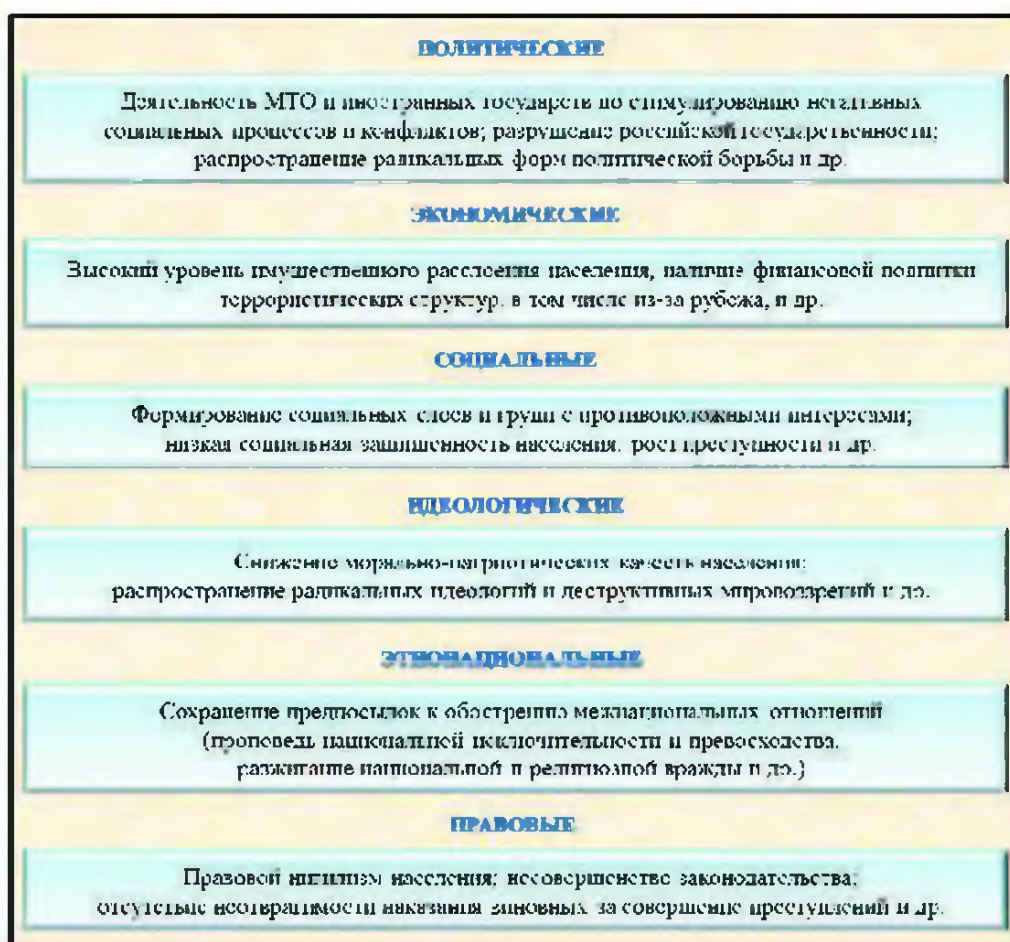 ПОЛИТИЧЕСКИЕ
Деятельность МТО и иностранных государств по стимулированию негативных
социальных процессов и конфликтов; разрушение российской государственности;
распространение радикальных форм политической борьбы и др.
ЭКОНОМИЧЕСКИЕ
Высокий уровень имущественного расслоения населения, наличие финансовой подпитки
террористических структур, в том числе из-за рубежа, и др.
СОЦИАЛЬНЫЕ
Формирование социальных слоев и групп с противоположными интересами;
низкая социальная защищенность населения, рост преступности и др.
ИДЕОЛОГИЧЕСКИЕ
Снижение морально-патриотических качеств населения;
распространение радикальных идеологий и деструктивных мировоззрений и др.
ЭТНОНАЦИОНАЛЬНЫЕ
Сохранение предпосылок к обострению межнациональных отношений
(проповедь национальной исключительности и превосходства,
разжигание национальной и религиозной вражды и др.)
ПРАВОВЫЕ
Правовой нигилизм населения; несовершенство законодательства;
отсутствие неотвратимости наказания виновных за совершение преступлений и др.